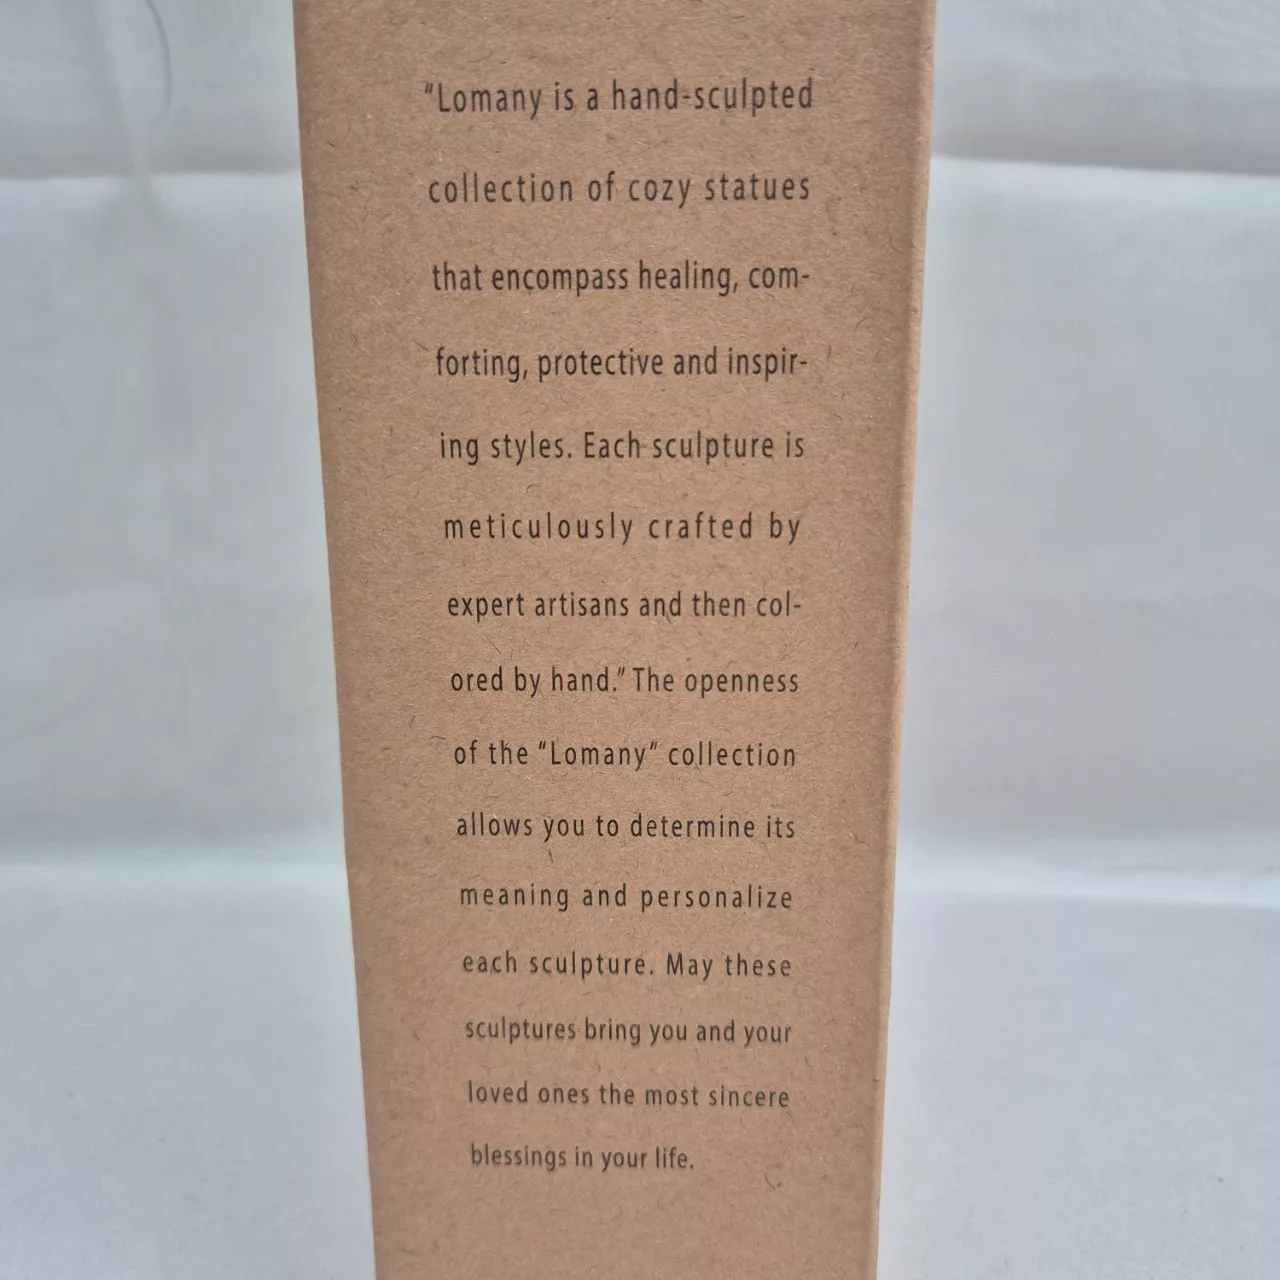 “Lomany is a hand-sculpted
collection of cozy statues
that encompass healing, com-
forting, protective and inspir-
ing styles. Each sculpture is
meticulously crafted by
expert artisans and then col-
ored by hand.” The openness
of the “Lomany” collection
allows you to determine its
meaning and personalize
each sculpture. May these
sculptures bring you and your
loved ones the most sincere
blessings in your life.